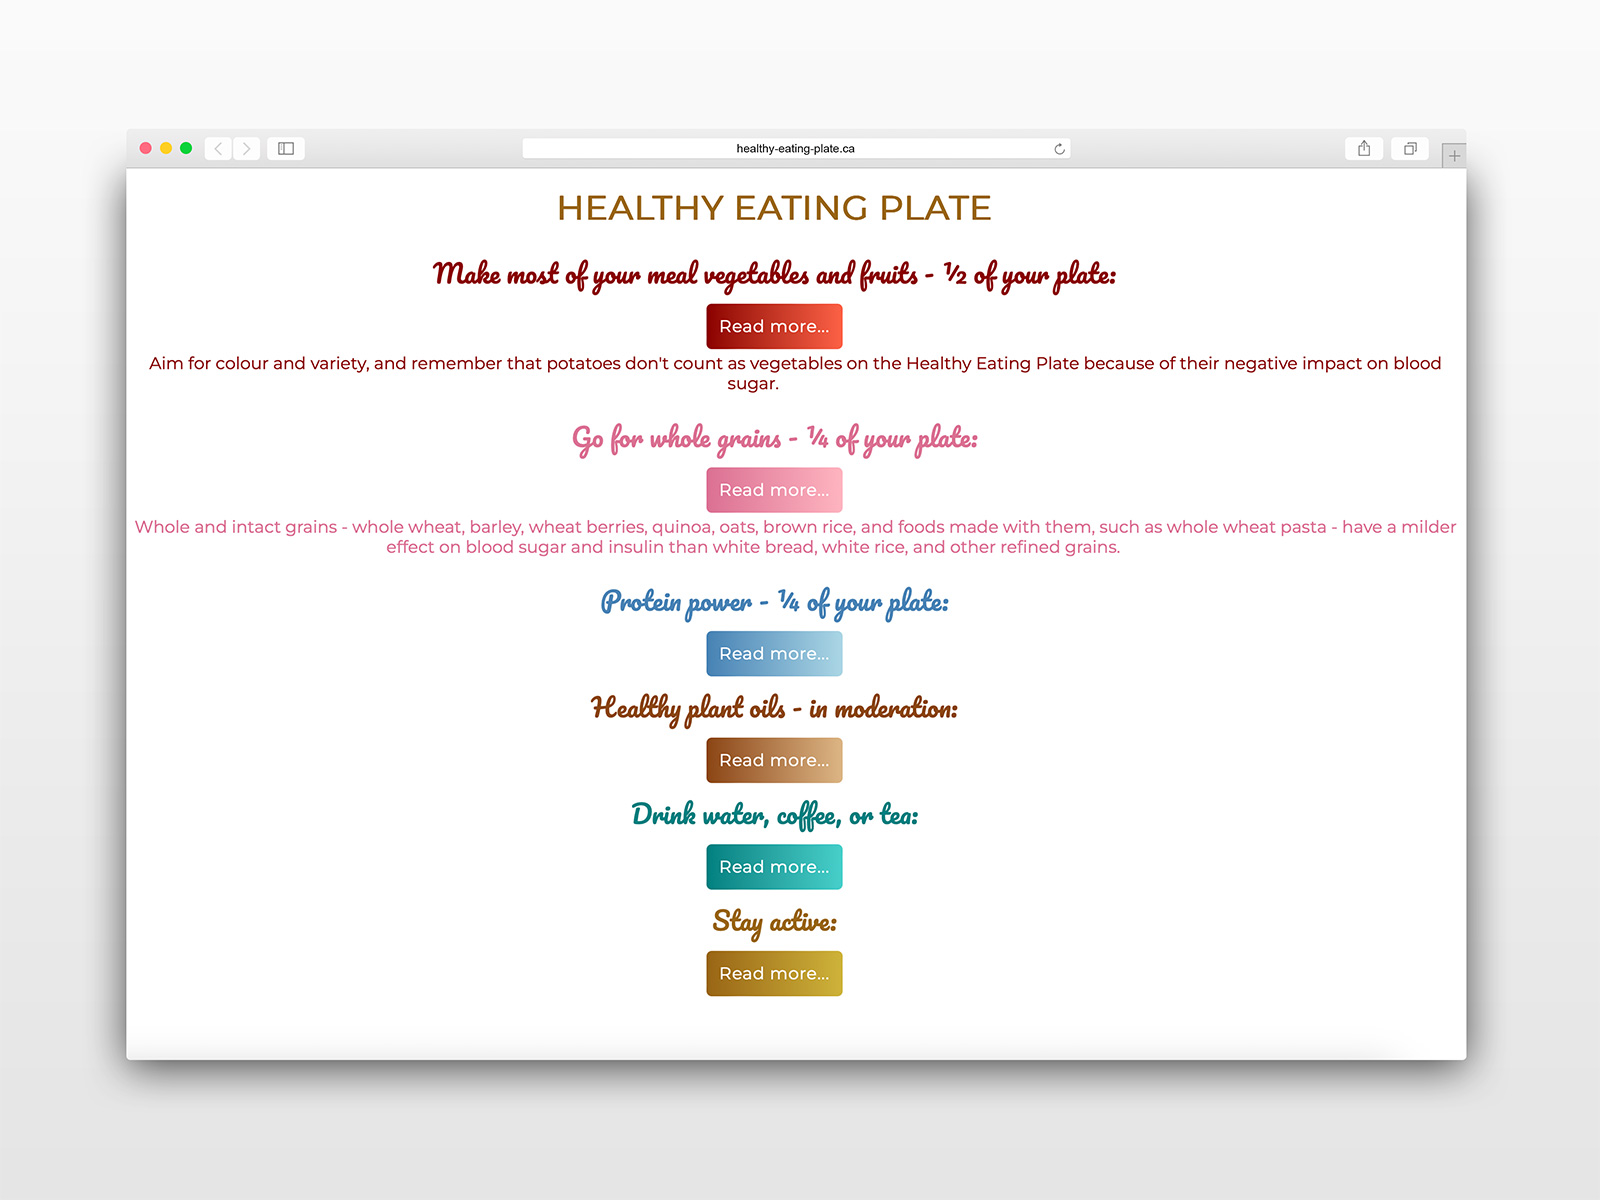 healthy-eating-plate.ca
HEALTHY EATING PLATE
Make most of your meal vegetables and fruits - ½ of your plate:
Read more...
Aim for colour and variety, and remember that potatoes don't count as vegetables on the Healthy Eating Plate because of their negative impact on blood
sugar.
Go for whole grains - ¼ of your plate:
Read more...
Whole and intact grains - whole wheat, barley, wheat berries, quinoa, oats, brown rice, and foods made with them, such as whole wheat pasta - have a milder
effect on blood sugar and insulin than white bread, white rice, and other refined grains.
Protein power - ¼ of your plate:
Read more...
Healthy plant oils - in moderation:
Read more...
Drink water, coffee, or tea:
Read more...
Stay active:
Read more...